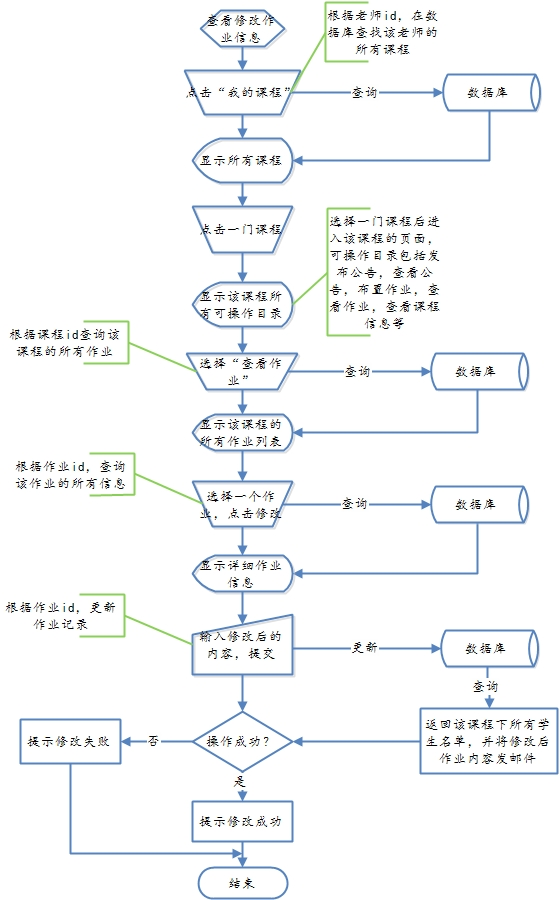 查看修改作
业信息
根据老师id，在数
据库查找该老师的
所有课程
点击“我的课程”
查询
数据库
显示所有课程
点击一门课程
选择一门课程后进
入该课程的页面，
可操作目录包括发
布公告，查看公
告，布置作业，查
看作业，查看课程
信息等
显示该课程所
有可操作目录
根据课程id查询该
课程的所有作业
选择“查看作
业”
查询
数据库
显示该课程的
所有作业列表
根据作业id，查询
该作业的所有信息
选择一个作
业，点击修改
查询
数据库
显示详细作业
信息
根据作业id，更新
作业记录
输入修改后的
内容，提交
更新
数据库
查询
返回该课程下所有学
生名单，并将修改后
作业内容发邮件
操作成功？
否
提示修改失败
是
提示修改成功
结束